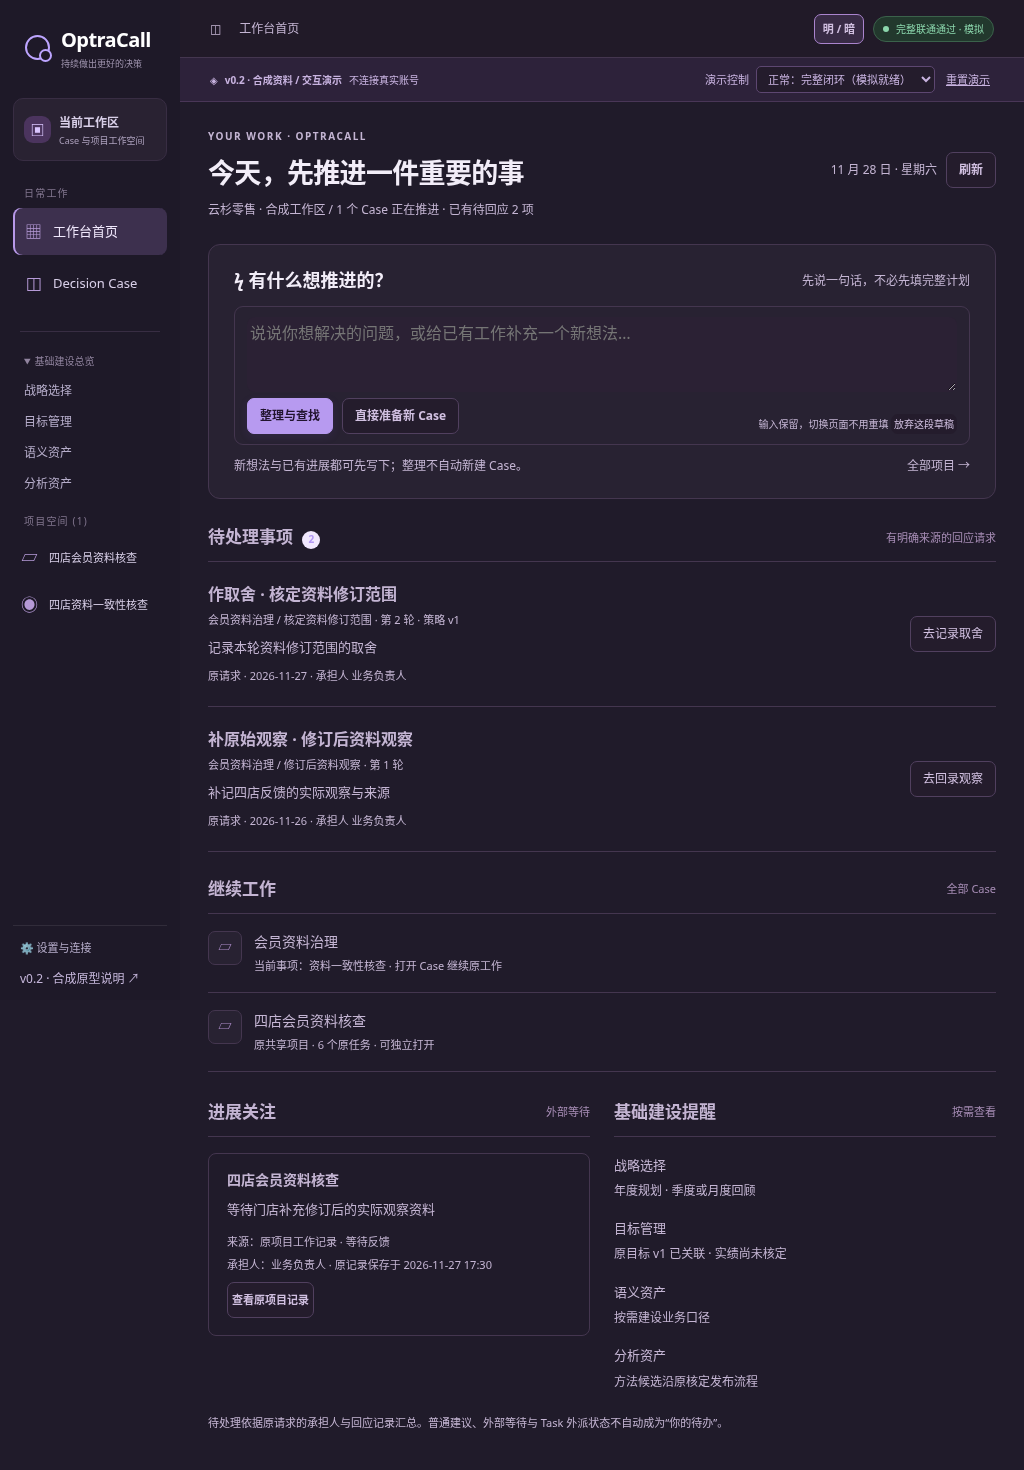 OptraCall
持续做出更好的决策
当前工作区
Case 与项目工作空间
日常工作
工作台首页
Decision Case
▼ 基础建设总览
战略选择
目标管理
语义资产
分析资产
项目空间 (1)
四店会员资料核查
四店资料一致性核查
设置与连接
v0.2 · 合成原型说明 ↗
工作台首页
明 / 暗
完整联通通过 · 模拟
v0.2 · 合成资料 / 交互演示 不连接真实账号
演示控制
正常：完整闭环（模拟就绪）
重置演示
YOUR WORK · OPTRACALL
今天，先推进一件重要的事
云杉零售 · 合成工作区 / 1 个 Case 正在推进 · 已有待回应 2 项
11 月 28 日 · 星期六
刷新
有什么想推进的？
先说一句话，不必先填完整计划
说说你想解决的问题，或给已有工作补充一个新想法...
整理与查找
直接准备新 Case
输入保留，切换页面不用重填
放弃这段草稿
新想法与已有进展都可先写下；整理不自动新建 Case。
全部项目 →
待处理事项 2
有明确来源的回应请求
作取舍 · 核定资料修订范围
会员资料治理 / 核定资料修订范围 · 第 2 轮 · 策略 v1
记录本轮资料修订范围的取舍
原请求 · 2026-11-27 · 承担人 业务负责人
去记录取舍
补原始观察 · 修订后资料观察
会员资料治理 / 修订后资料观察 · 第 1 轮
补记四店反馈的实际观察与来源
原请求 · 2026-11-26 · 承担人 业务负责人
去回录观察
继续工作
全部 Case
会员资料治理
当前事项：资料一致性核查 · 打开 Case 继续原工作
四店会员资料核查
原共享项目 · 6 个原任务 · 可独立打开
进展关注
外部等待
四店会员资料核查
等待门店补充修订后的实际观察资料
来源：原项目工作记录 · 等待反馈
承担人：业务负责人 · 原记录保存于 2026-11-27 17:30
查看原项目记录
基础建设提醒
按需查看
战略选择
年度规划 · 季度或月度回顾
目标管理
原目标 v1 已关联 · 实绩尚未核定
语义资产
按需建设业务口径
分析资产
方法候选沿原核定发布流程
待处理依据原请求的承担人与回应记录汇总。普通建议、外部等待与 Task 外派状态不自动成为“你的待办”。